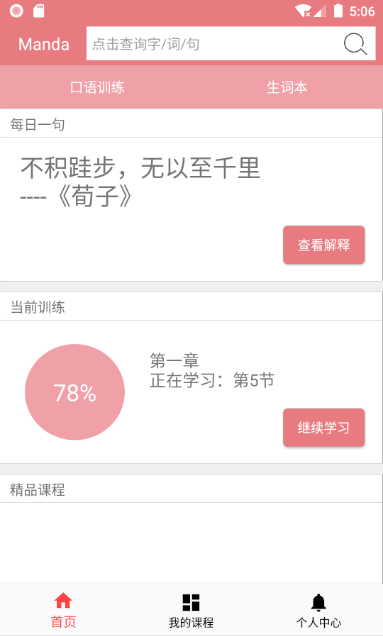 5:06
Manda
点击查询字/词/句
口语训练
生词本
每日一句
不积跬步，无以至千里
----《荀子》
查看解释
当前训练
78%
第一章
正在学习：第5节
继续学习
精品课程
首页
我的课程
个人中心